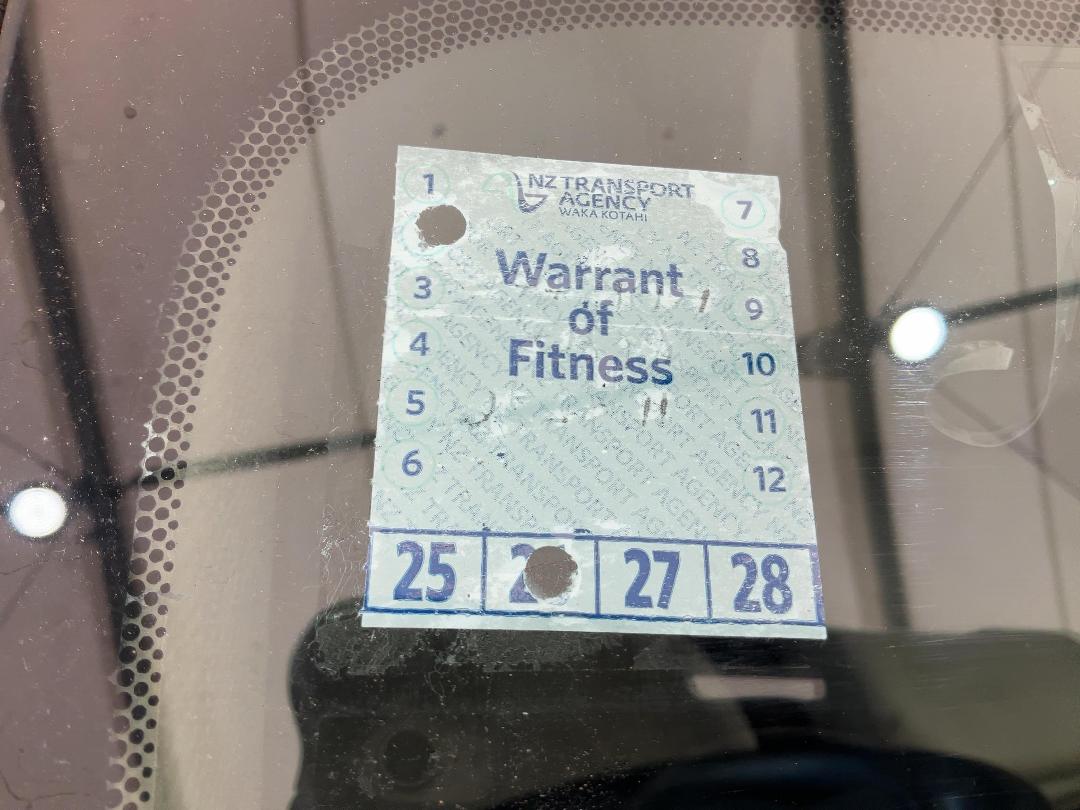 NZ TRANSPORT
AGENCY
WAKA KOTAHI
Warrant
of
Fitness
1
3
4
5
6
7
8
9
10
11
12
25 27 28